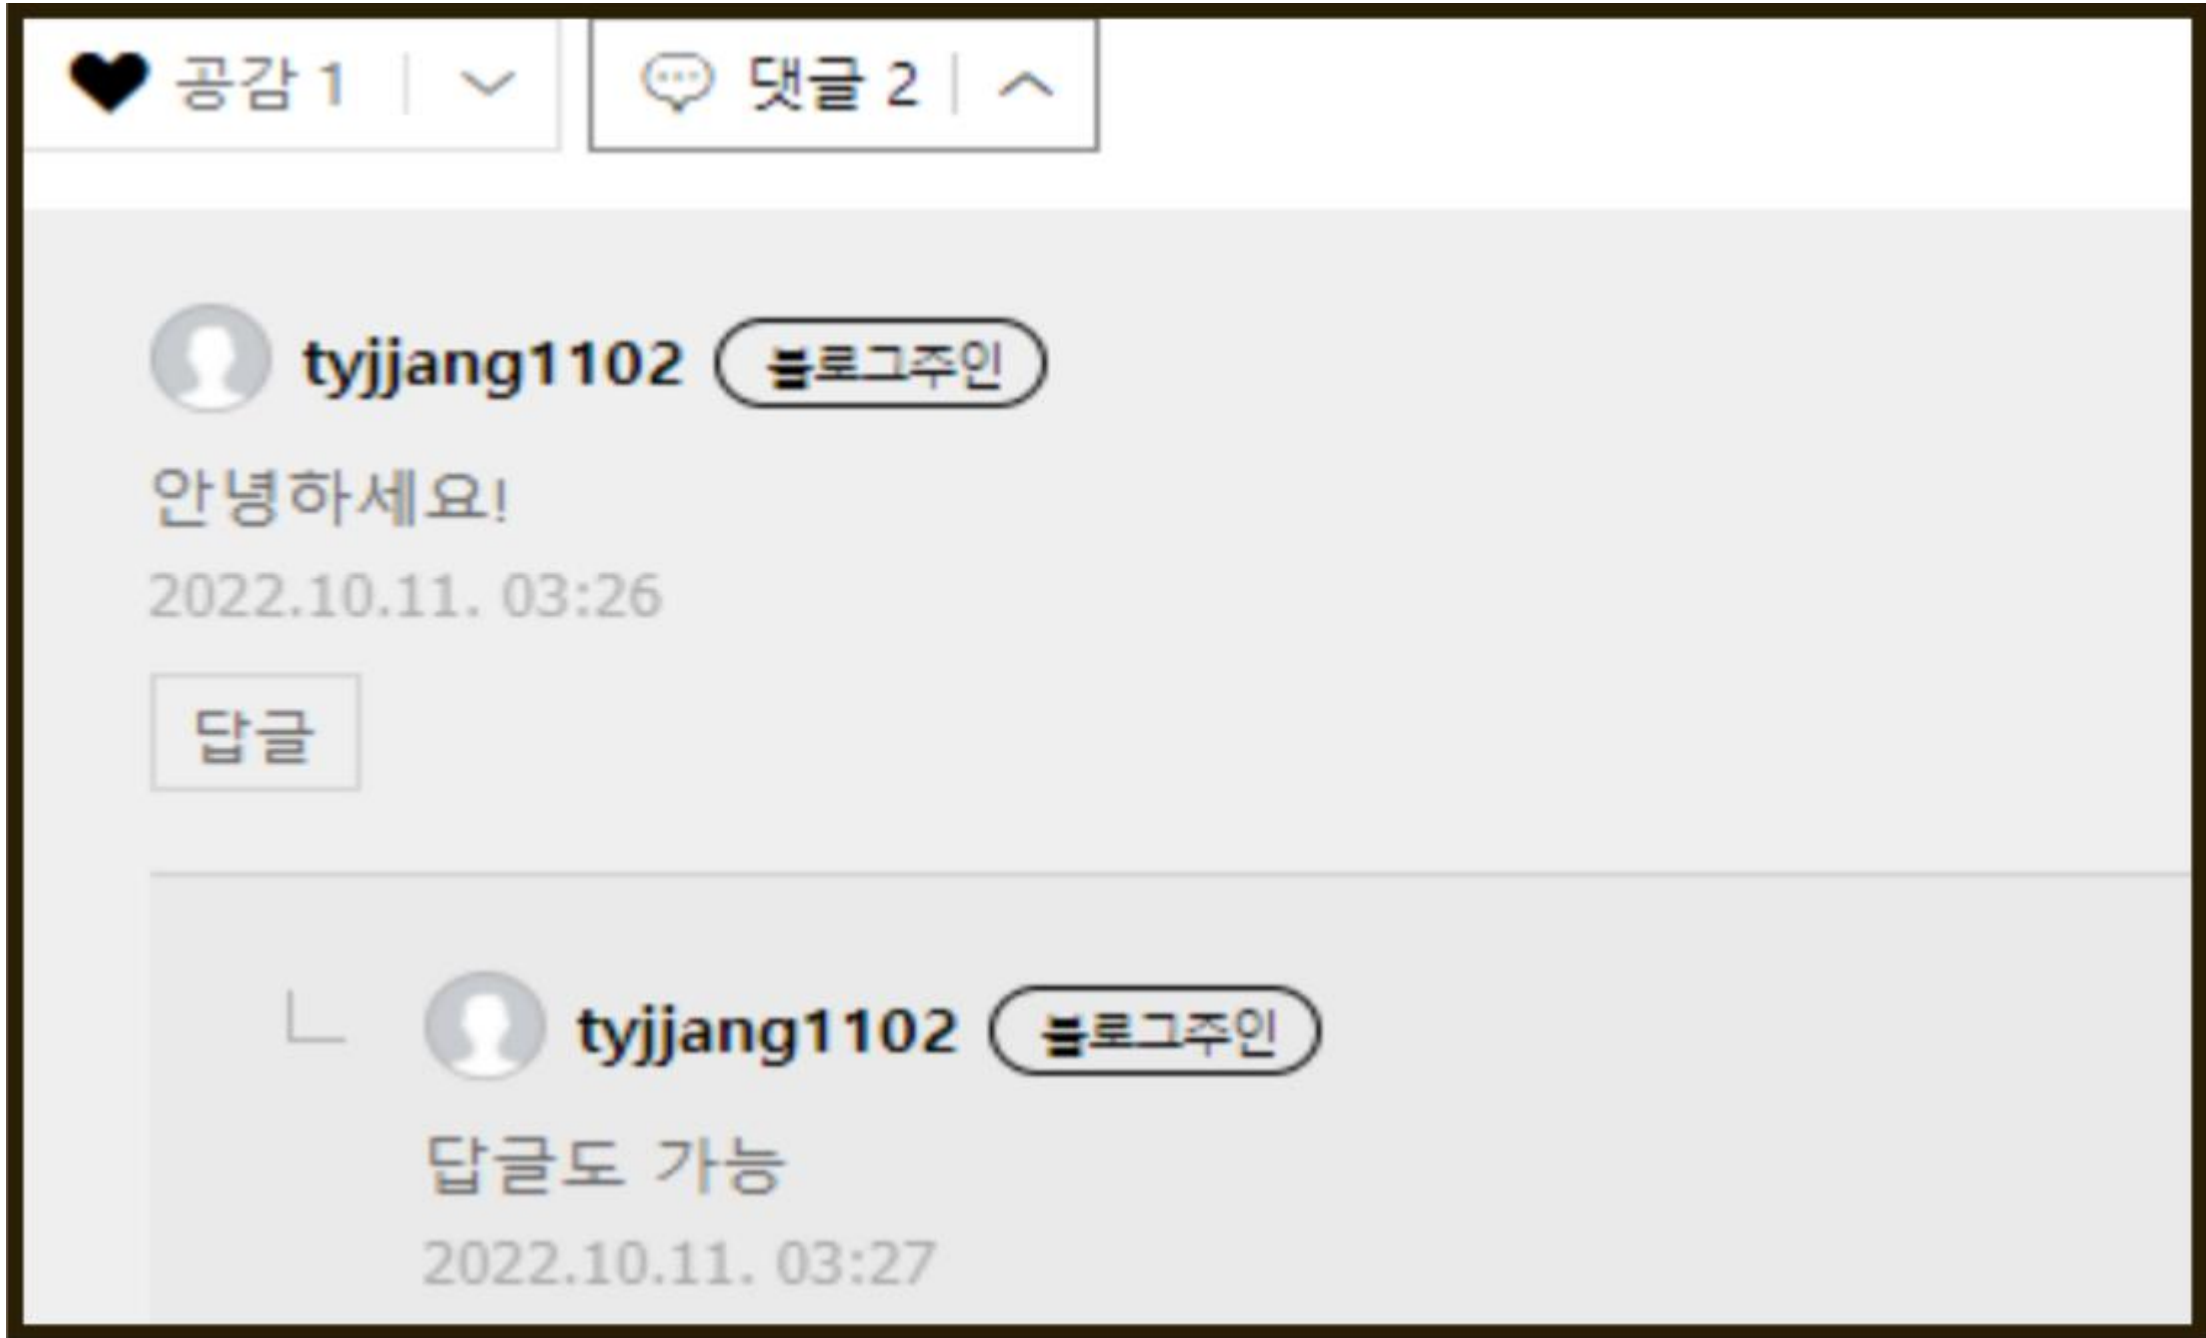 공감 1
댓글 2
tyjjang1102 블로그주인
안녕하세요!
2022.10.11. 03:26
답글
tyjjang1102 블로그주인
답글도 가능
2022.10.11. 03:27